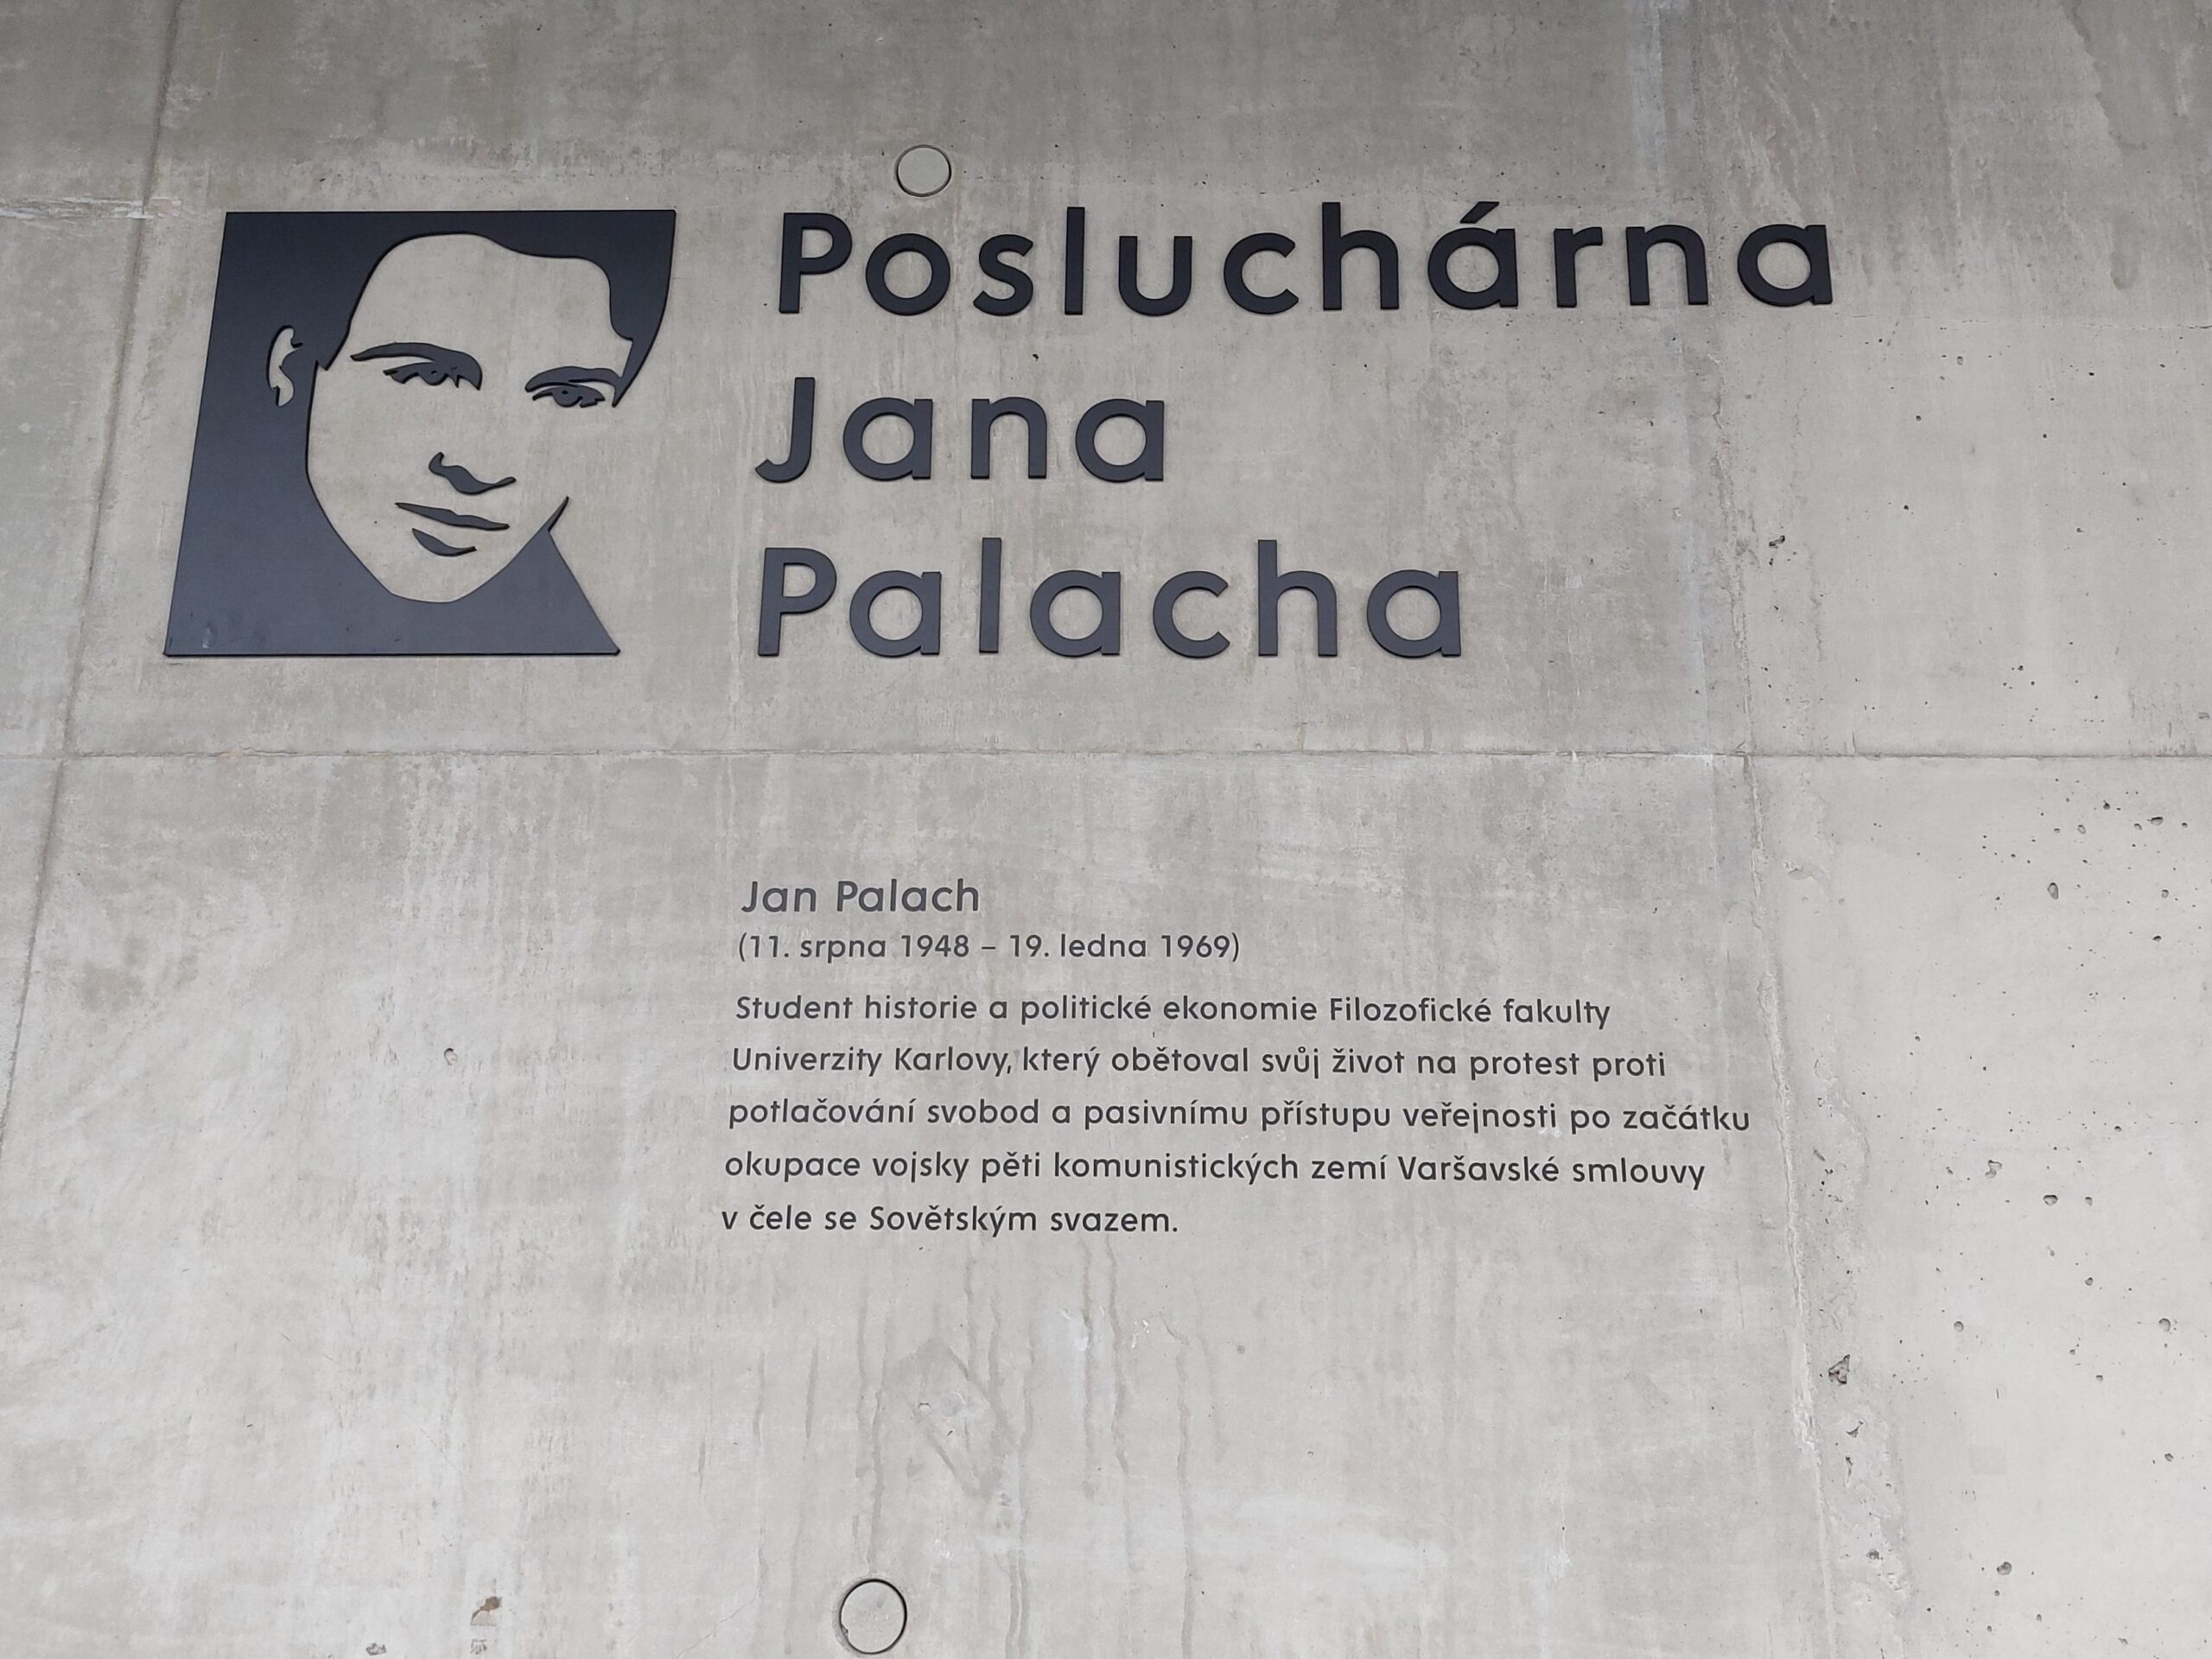 Posluchárna
Jana
Palacha
Jan Palach
(11. srpna 1948 – 19. ledna 1969)
Student historie a politické ekonomie Filozofické fakulty
Univerzity Karlovy, který obětoval svůj život na protest proti
potlačování svobod a pasivnímu přístupu veřejnosti po začátku
okupace vojsky pěti komunistických zemí Varšavské smlouvy
v čele se Sovětským svazem.